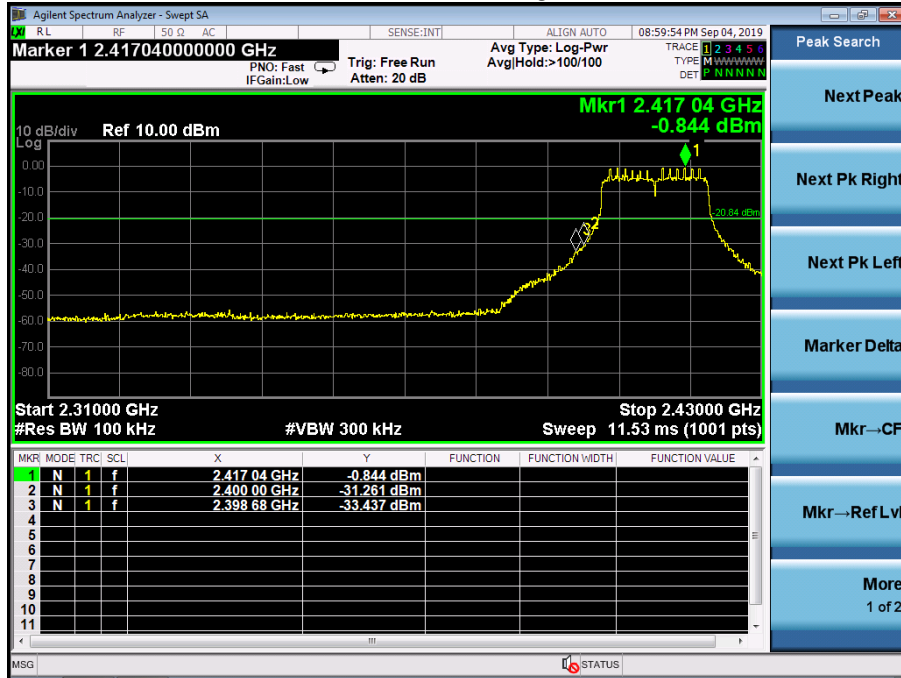 Agilent Spectrum Analyzer - Swept SA
LXI RL RF 50 Ω AC SENSE:INT ALIGN AUTO 08:59:54 PM Sep 04, 2019
Marker 1 2.417040000000 GHz
PNO: Fast
IFGain:Low
Trig: Free Run
Atten: 20 dB
Avg Type: Log-Pwr
Avg|Hold:>100/100
TRACE 1 2 3 4 5 6
TYPE M WWWWW
DET P N N N N N
Mkr1 2.417 04 GHz
-0.844 dBm
10 dB/div Ref 10.00 dBm
Log
1
0.00
-10.0
-20.0
-20.84 dBm
2
3
-30.0
-40.0
-50.0
-60.0
-70.0
-80.0
Start 2.31000 GHz Stop 2.43000 GHz
#Res BW 100 kHz #VBW 300 kHz Sweep 11.53 ms (1001 pts)
MKR MODE TRC SCL X Y FUNCTION FUNCTION WIDTH FUNCTION VALUE
1 N 1 f 2.417 04 GHz -0.844 dBm
2 N 1 f 2.400 00 GHz -31.261 dBm
3 N 1 f 2.398 68 GHz -33.437 dBm
4
5
6
7
8
9
10
11
MSG STATUS
Peak Search
Next Peak
Next Pk Right
Next Pk Left
Marker Delta
Mkr→CF
Mkr→Ref Lvl
More
1 of 2